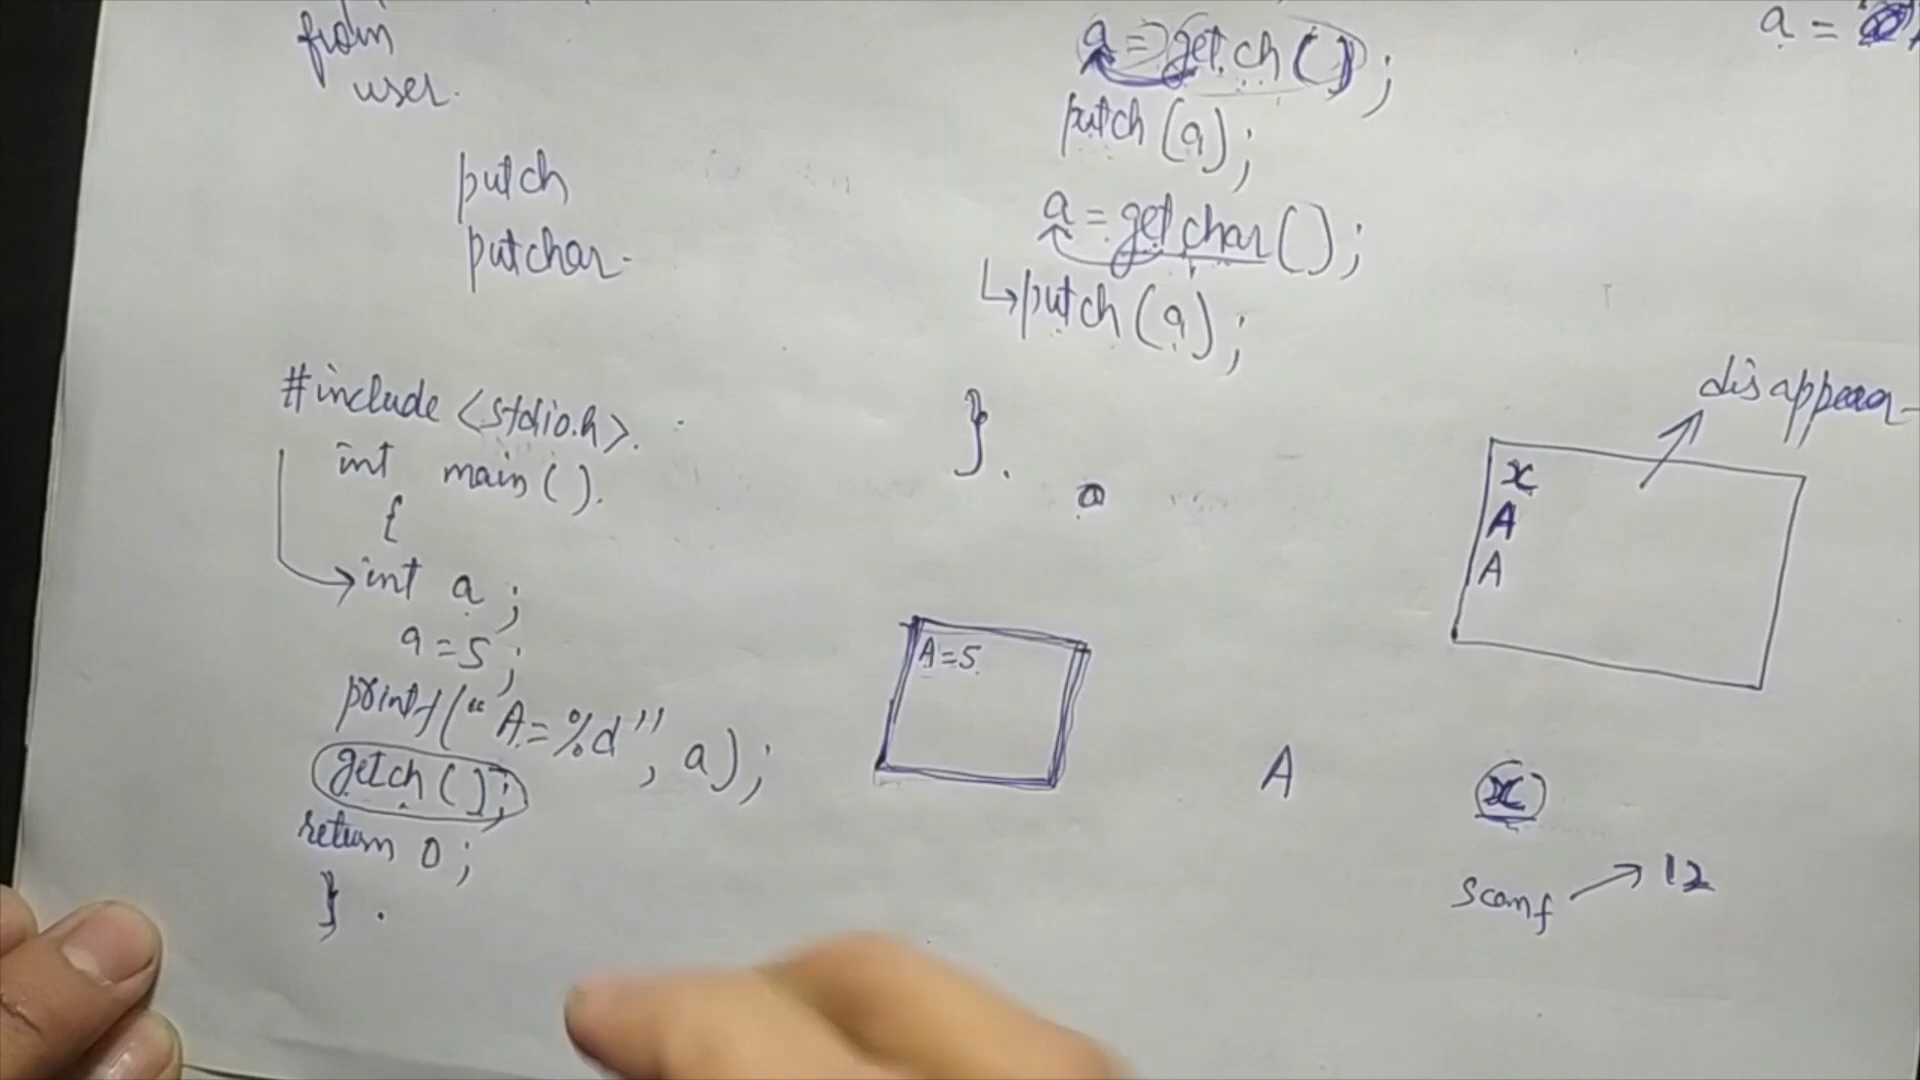 from
user.
putch
putchar.
#include <stdio.h>.
int main().
{
int a;
a=5;
printf("A=%d", a);
getch();
return 0;
}.
a = getch();
putch(a);
a = getchar();
putch(a);
}.
a
A=5
A
a =
disappear
x
A
A
x
scanf → 12